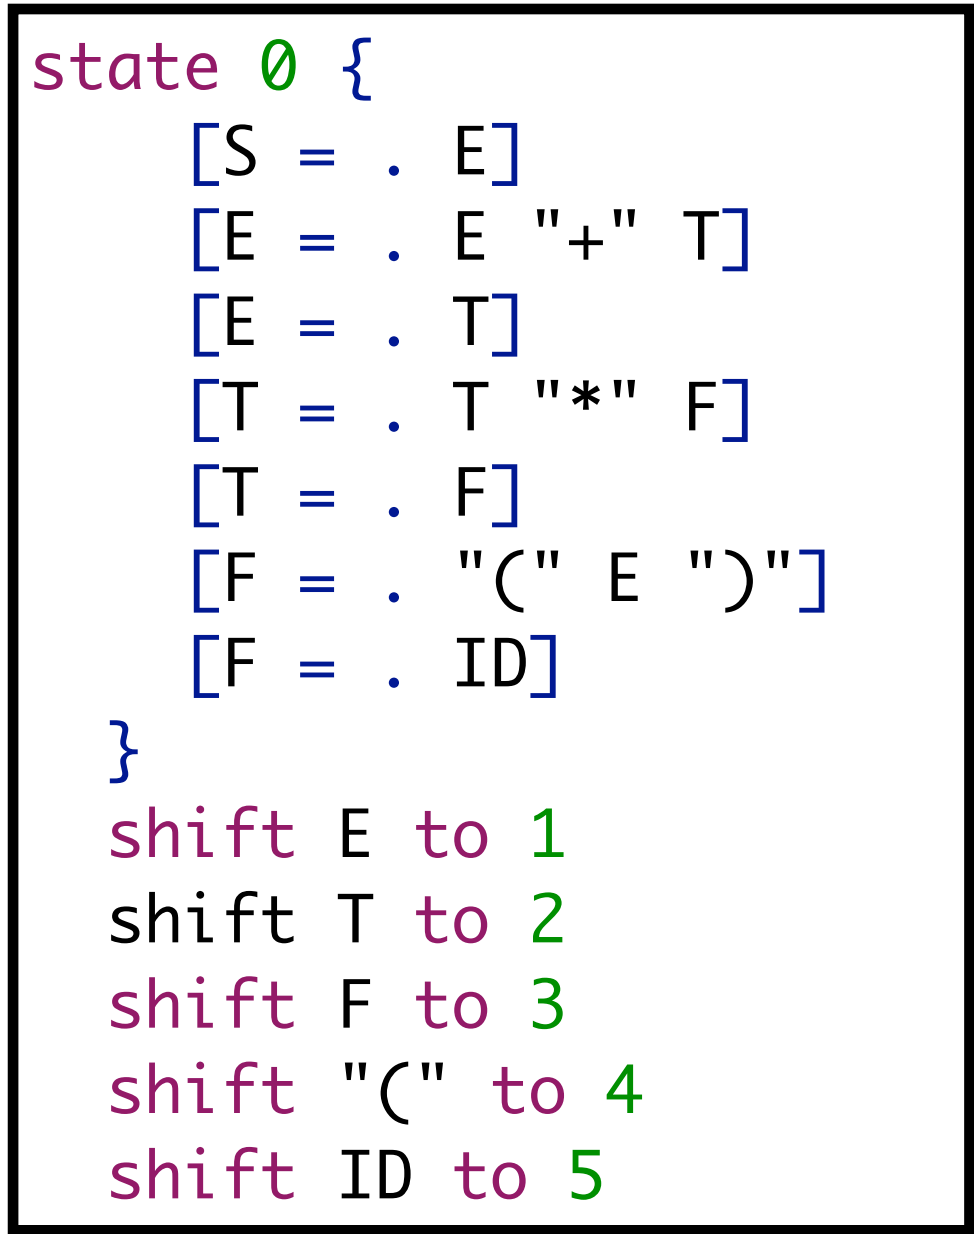 state 0 {
[S = . E]
[E = . E "+" T]
[E = . T]
[T = . T "*" F]
[T = . F]
[F = . "(" E ")"]
[F = . ID]
}
shift E to 1
shift T to 2
shift F to 3
shift "(" to 4
shift ID to 5